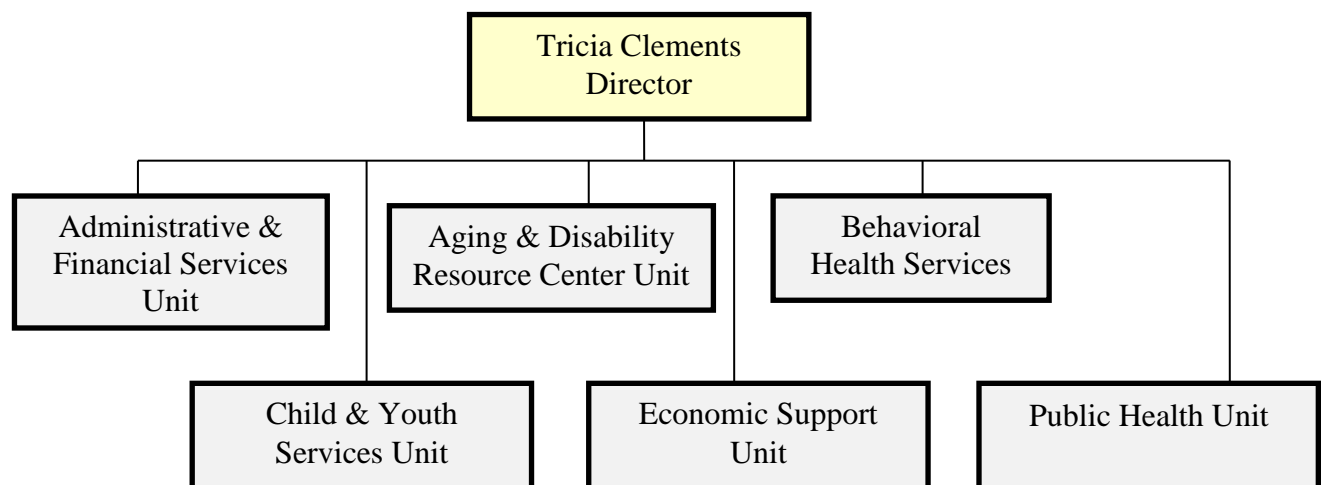 Tricia Clements
Director
Administrative &
Financial Services
Unit
Aging & Disability
Resource Center Unit
Behavioral
Health Services
Child & Youth
Services Unit
Economic Support
Unit
Public Health Unit